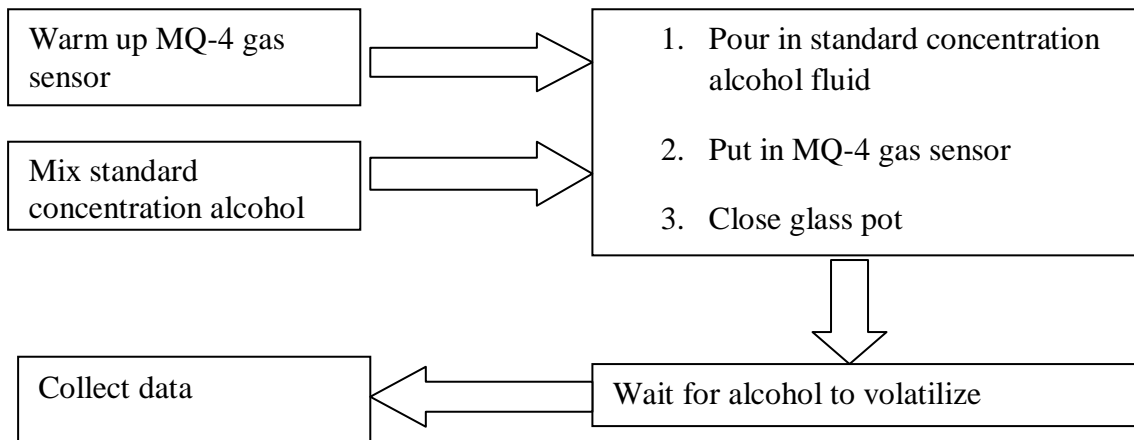 Warm up MQ-4 gas
sensor
Mix standard
concentration alcohol
1. Pour in standard concentration
alcohol fluid
2. Put in MQ-4 gas sensor
3. Close glass pot
Wait for alcohol to volatilize
Collect data